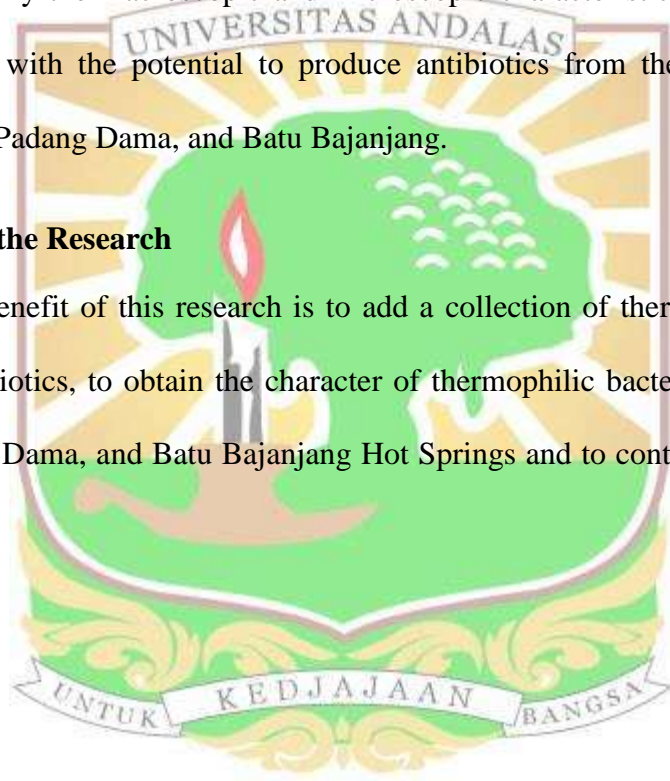 UNIVERSITAS ANDALAS
with the potential to produce antibiotics from the
Padang Dama, and Batu Bajanjang.
the Research
enefit of this research is to add a collection of ther
biotics, to obtain the character of thermophilic bacte
Dama, and Batu Bajanjang Hot Springs and to cont
UNTUK KEDJAJAAN BANGSA